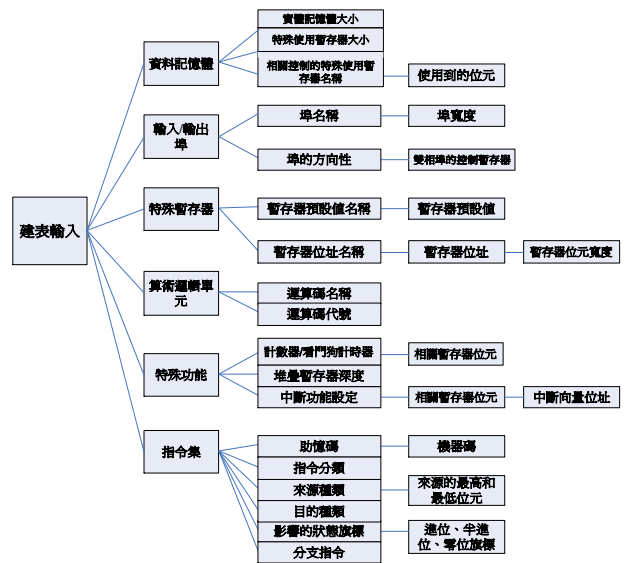 建表輸入
資料記憶體
實體記憶體大小
特殊使用暫存器大小
相關控制的特殊使用暫
存器名稱
使用到的位元
輸入/輸出
埠
埠名稱
埠寬度
埠的方向性
雙相埠的控制暫存器
特殊暫存器
暫存器預設值名稱
暫存器預設值
暫存器位址名稱
暫存器位址
暫存器位元寬度
算術邏輯單
元
運算碼名稱
運算碼代號
特殊功能
計數器/看門狗計時器
相關暫存器位元
堆疊暫存器深度
中斷功能設定
相關暫存器位元
中斷向量位址
指令集
助憶碼
機器碼
指令分類
來源種類
來源的最高和
最低位元
目的種類
影響的狀態旗標
進位、半進
位、零位旗標
分支指令